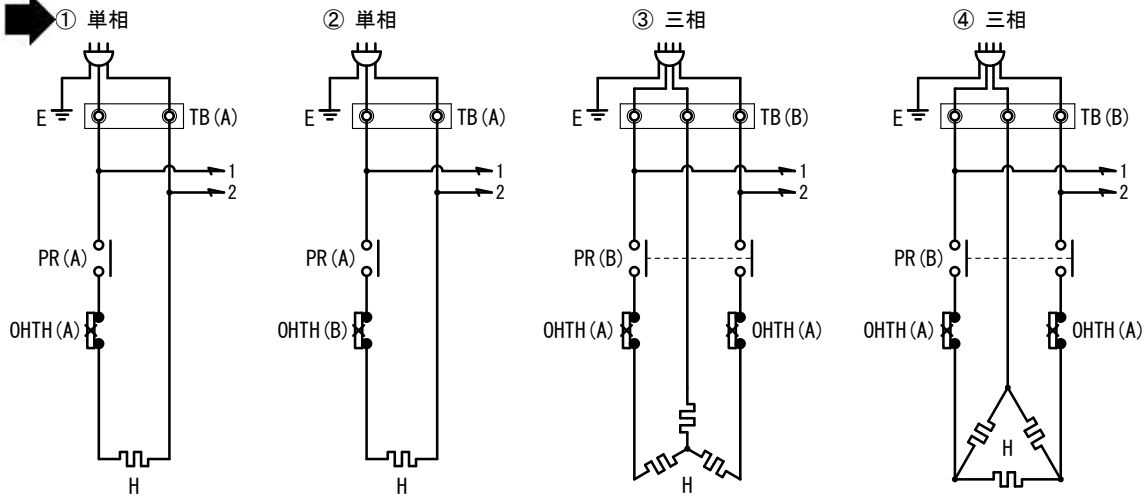 ① 単相
② 単相
③ 三相
④ 三相
E
TB(A)
E
TB(A)
E
TB(B)
E
TB(B)
1
1
1
1
2
2
2
2
PR(A)
PR(A)
PR(B)
PR(B)
OHTH(A)
OHTH(B)
OHTH(A)
OHTH(A)
OHTH(A)
OHTH(A)
H
H
H
H